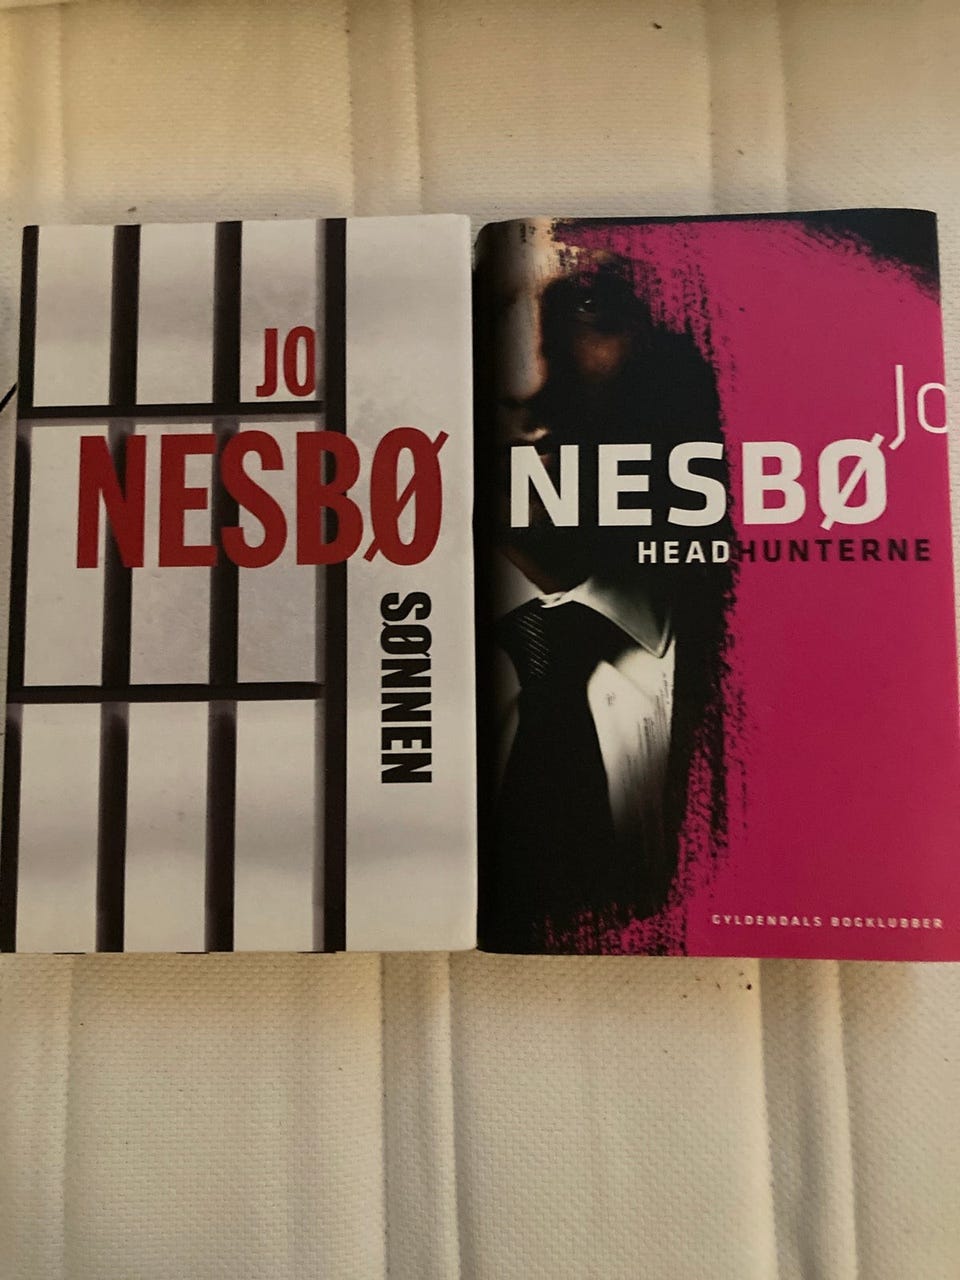 JO
NESBØ
SØNNEN
Jo
NESBØ
HEADHUNTERNE
GYLDENDALS BOGKLUBBER